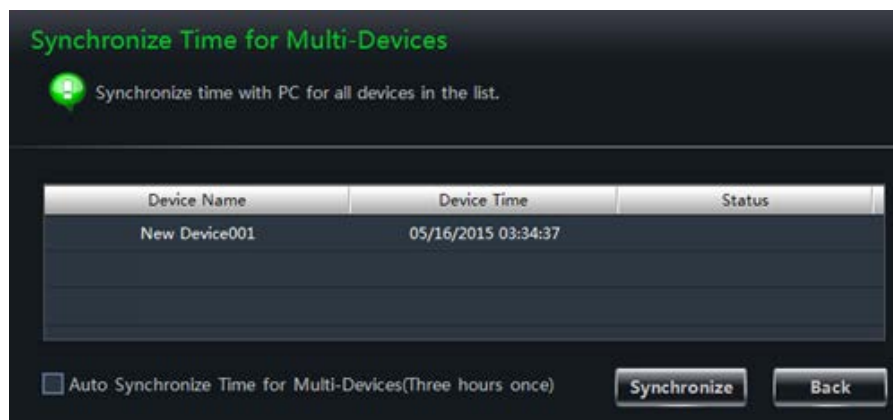 Synchronize Time for Multi-Devices
Synchronize time with PC for all devices in the list.
Device Name Device Time Status
New Device001 05/16/2015 03:34:37
Auto Synchronize Time for Multi-Devices(Three hours once) Synchronize Back